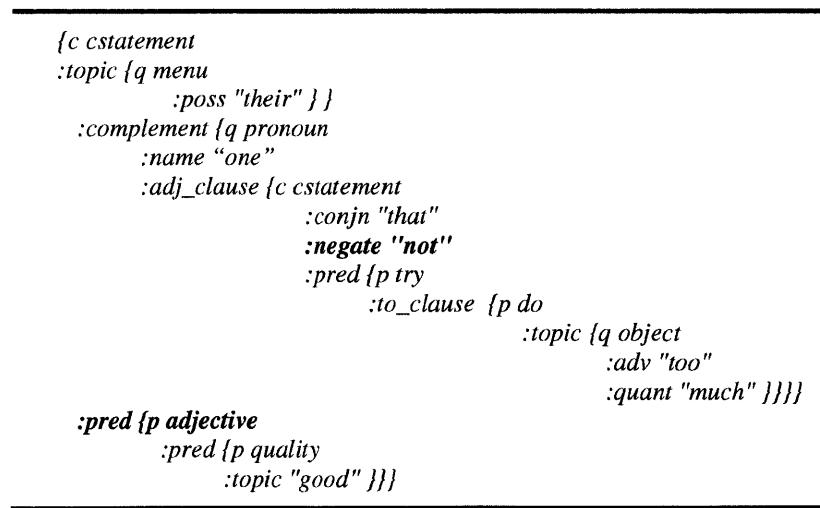 {c cstatement
:topic {q menu
:poss "their" } }
:complement {q pronoun
:name “one”
:adj_clause {c cstatement
:conjn "that"
:negate "not"
:pred {p try
:to_clause {p do
:topic {q object
:adv "too"
:quant "much" }}}}
:pred {p adjective
:pred {p quality
:topic "good" }}}